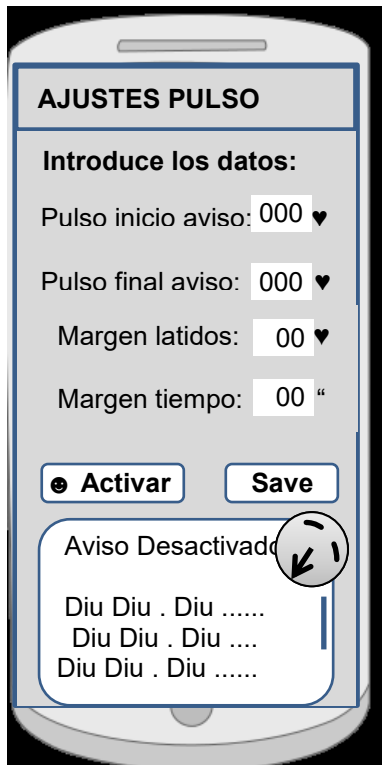 AJUSTES PULSO
Introduce los datos:
Pulso inicio aviso: 000 ♥
Pulso final aviso: 000 ♥
Margen latidos: 00 ♥
Margen tiempo: 00 “
☻ Activar Save
Aviso Desactivado
Diu Diu . Diu ......
Diu Diu . Diu ....
Diu Diu . Diu ......